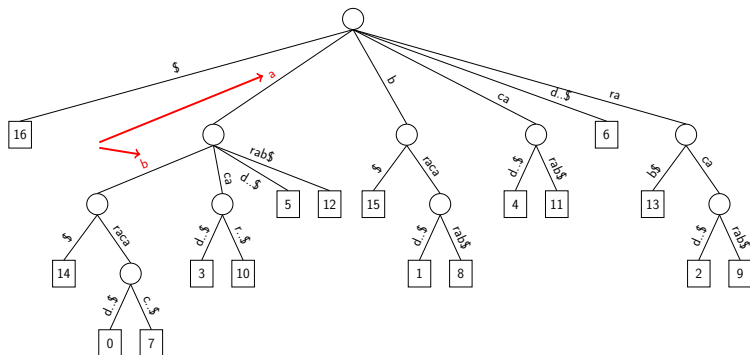 $ a b ca d..$ ra
16 6
b ca d..$ rab$ $ raca d..$ rab$ b$ ca
5 12 15 4 11 13
$ raca d..$ r..$ d..$ rab$ d..$ rab$
14 3 10 1 8 2 9
d..$ c..$
0 7